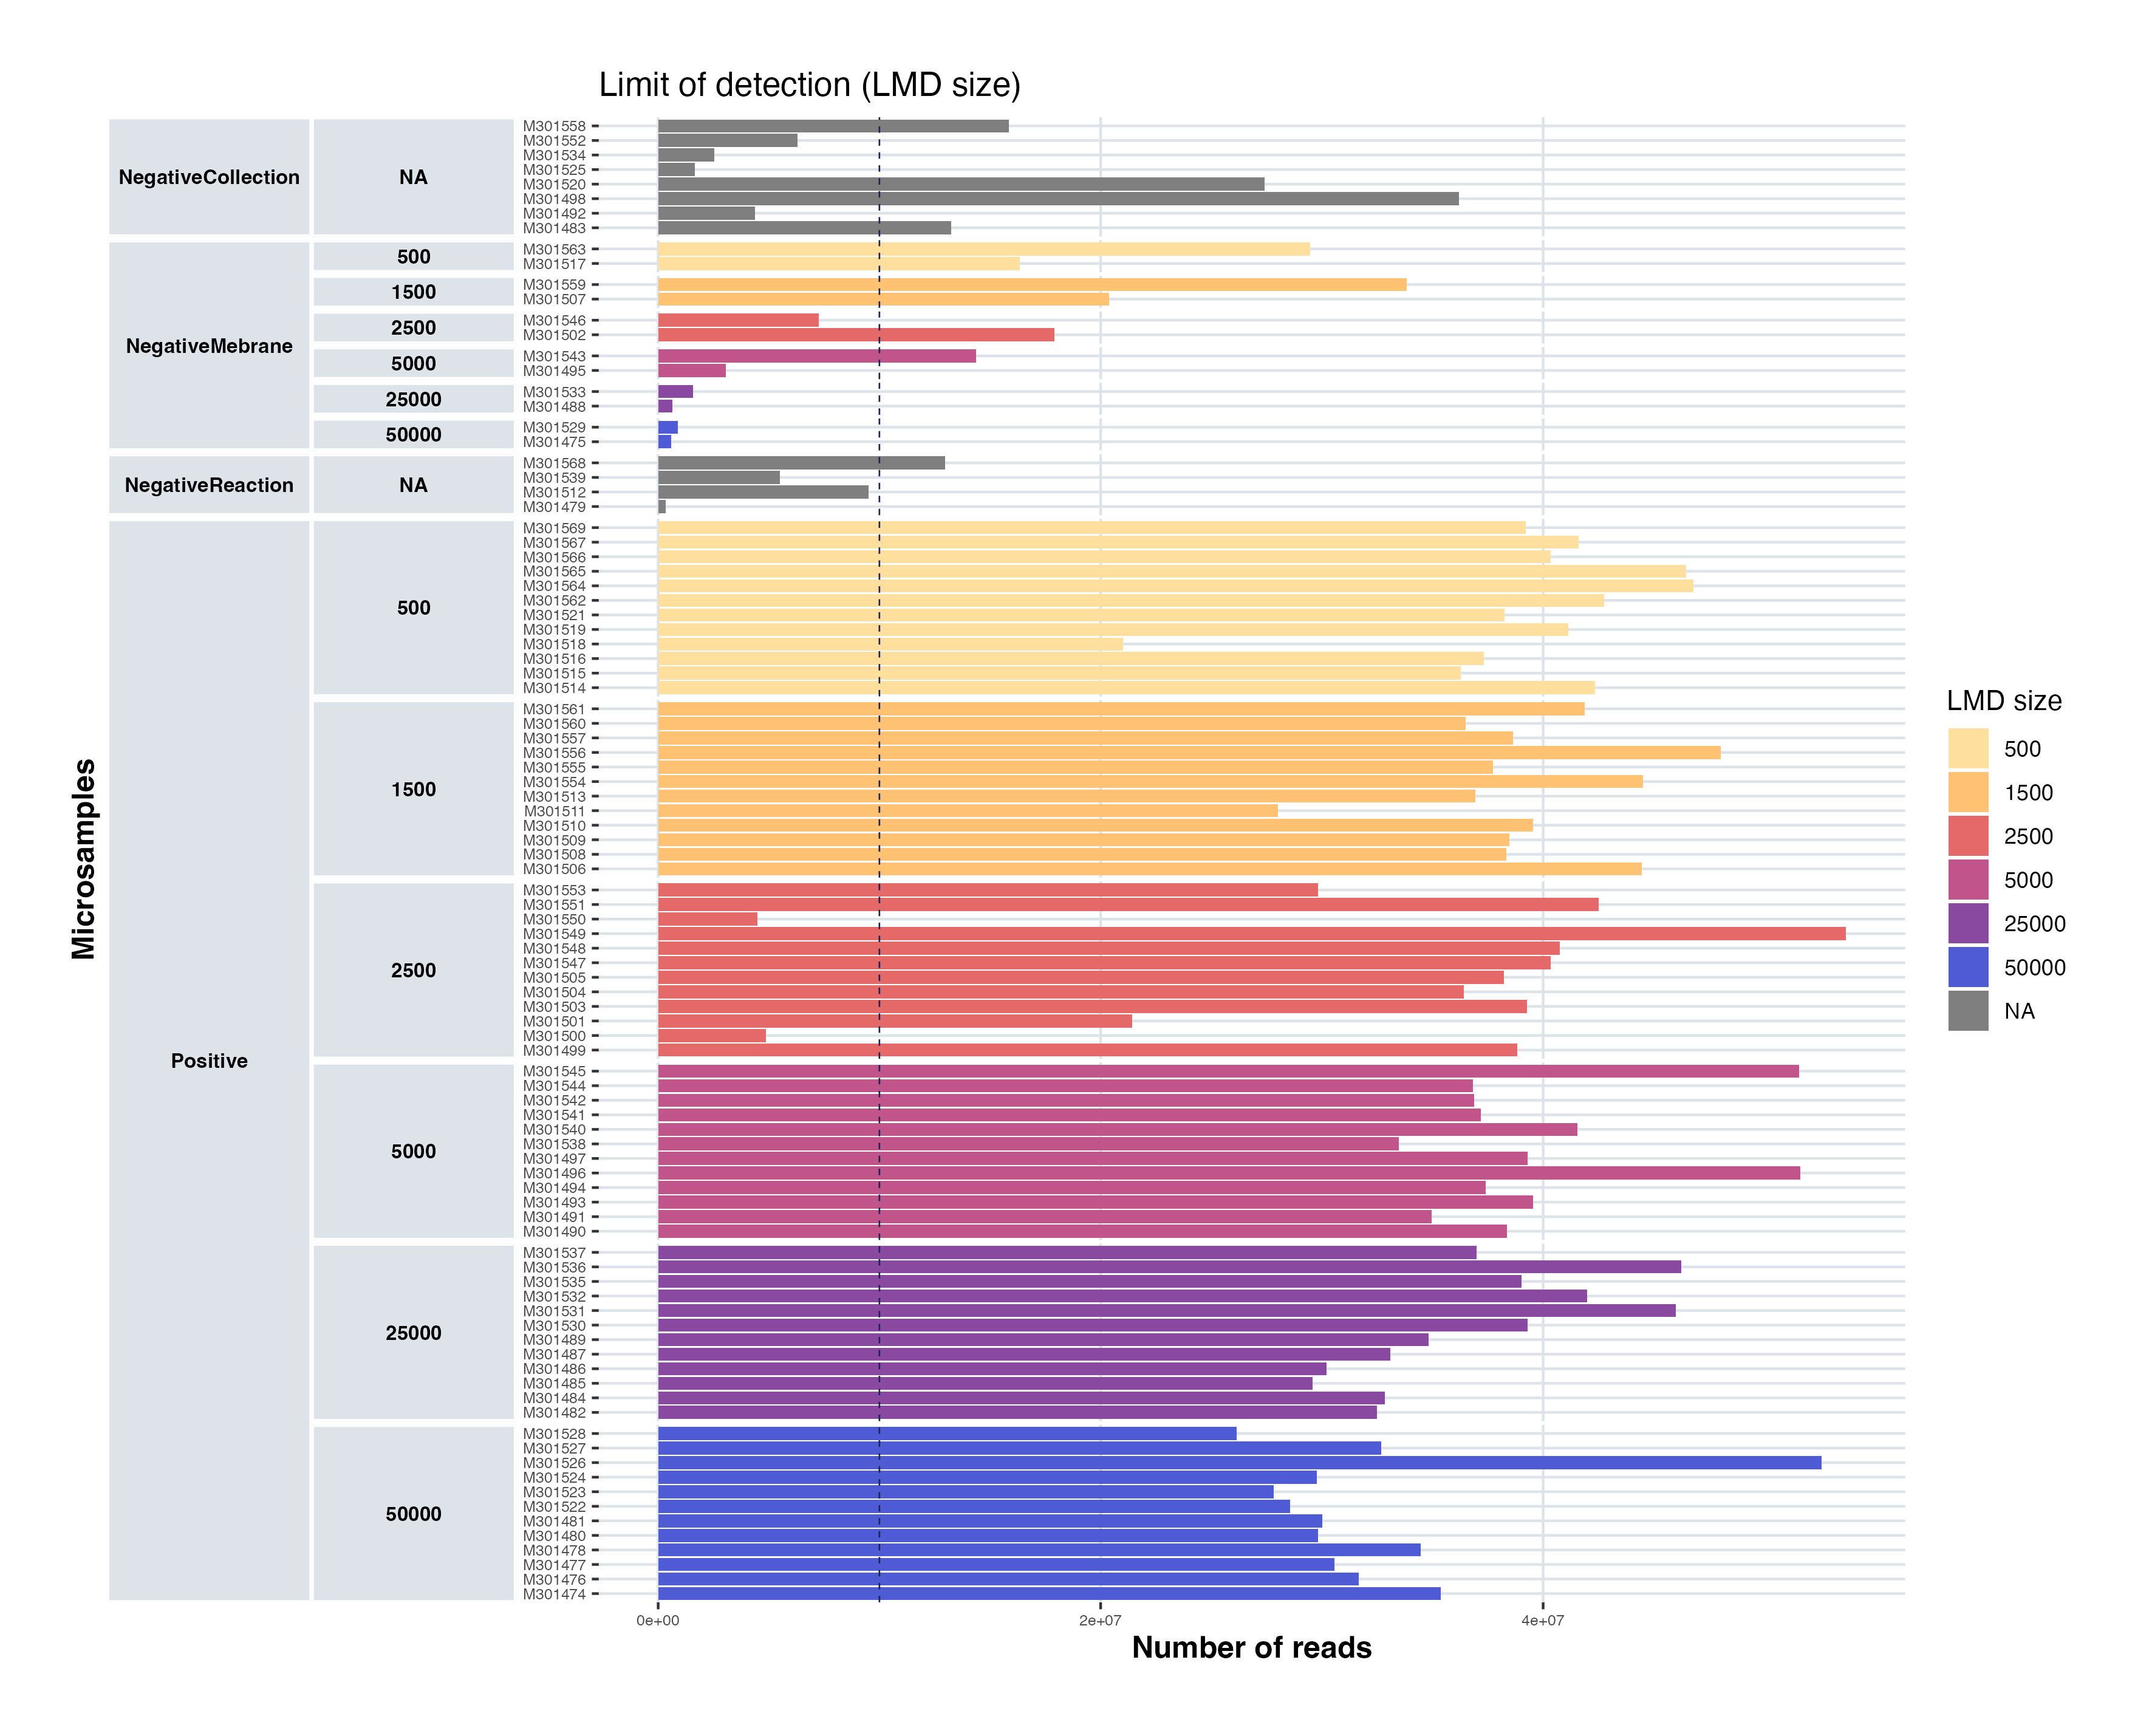 Limit of detection (LMD size)
NegativeCollection
NA
M301558
M301552
M301534
M301525
M301520
M301498
M301492
M301483
NegativeMebrane
500
M301563
M301517
1500
M301559
M301507
2500
M301546
M301502
5000
M301543
M301495
25000
M301533
M301488
50000
M301529
M301475
NegativeReaction
NA
M301568
M301539
M301512
M301479
Positive
500
M301569
M301567
M301566
M301565
M301564
M301562
M301521
M301519
M301518
M301516
M301515
M301514
1500
M301561
M301560
M301557
M301556
M301555
M301554
M301513
M301511
M301510
M301509
M301508
M301506
2500
M301553
M301551
M301550
M301549
M301548
M301547
M301505
M301504
M301503
M301501
M301500
M301499
5000
M301545
M301544
M301542
M301541
M301540
M301538
M301497
M301496
M301494
M301493
M301491
M301490
25000
M301537
M301536
M301535
M301532
M301531
M301530
M301489
M301487
M301486
M301485
M301484
M301482
50000
M301528
M301527
M301526
M301524
M301523
M301522
M301481
M301480
M301478
M301477
M301476
M301474
0e+00 2e+07 4e+07
Number of reads
Microsamples
LMD size
500
1500
2500
5000
25000
50000
NA